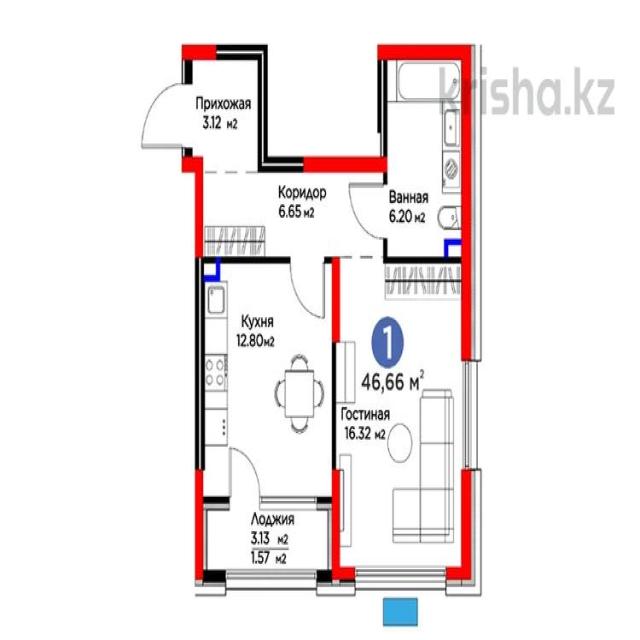 krisha.kz
Прихожая
3.12 м2
Коридор
6.65 м2
Ванная
6.20 м2
Кухня
12.80 м2
1
46,66 м2
Гостиная
16.32 м2
Лоджия
3.13 м2
1.57 м2